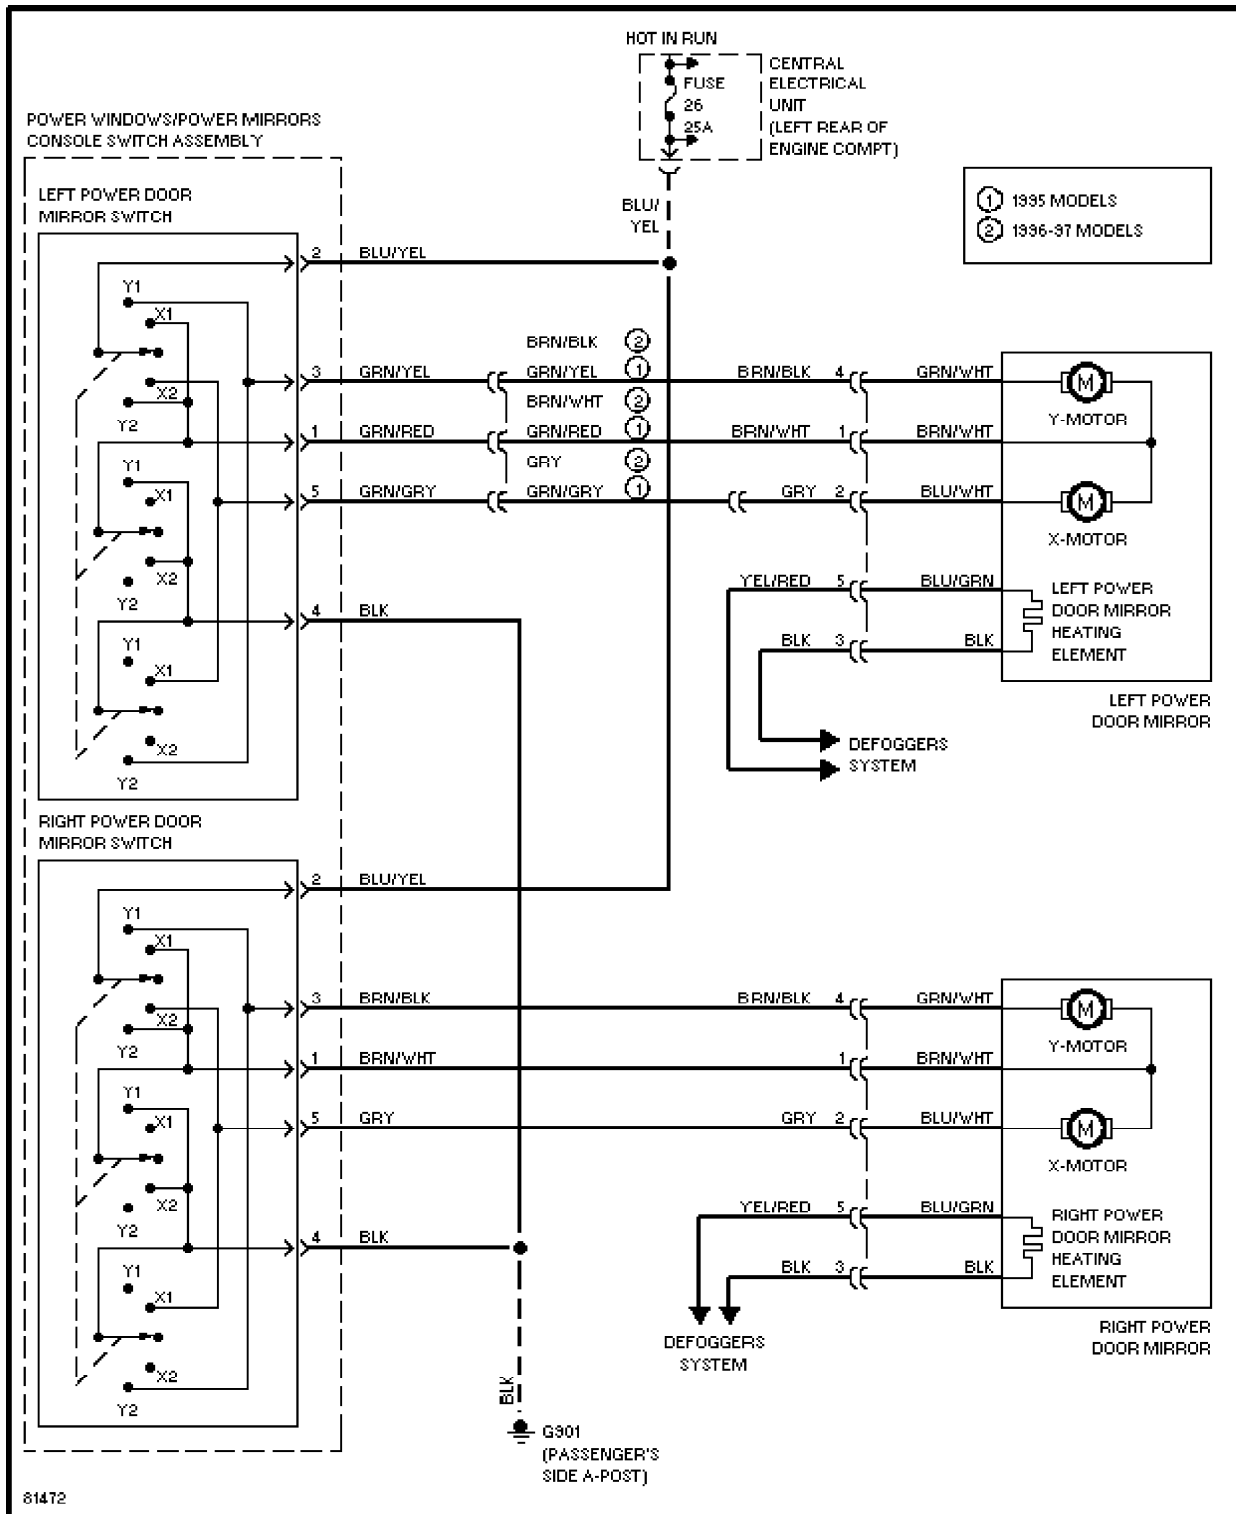 HOT IN RUN
CENTRAL
ELECTRICAL
UNIT
(LEFT REAR OF
ENGINE COMPT)
FUSE
26
25A
BLU/
YEL
1 1995 MODELS
2 1996-97 MODELS
POWER WINDOWS/POWER MIRRORS
CONSOLE SWITCH ASSEMBLY
LEFT POWER DOOR
MIRROR SWITCH
2 BLU/YEL
Y1
X1
X2
Y2
BRN/BLK 2
3 GRN/YEL GRN/YEL 1 BRN/BLK 4 GRN/WHT
M
Y-MOTOR
BRN/WHT 2
1 GRN/RED GRN/RED 1 BRN/WHT 1 BRN/WHT
GRY 2
5 GRN/GRY GRN/GRY 1 GRY 2 BLU/WHT
M
X-MOTOR
Y1
X1
X2
Y2
YEL/RED 5 BLU/GRN
BLK 3 BLK
LEFT POWER
DOOR MIRROR
HEATING
ELEMENT
4 BLK
Y1
X1
X2
Y2
LEFT POWER
DOOR MIRROR
DEFOGGERS
SYSTEM
RIGHT POWER DOOR
MIRROR SWITCH
2 BLU/YEL
Y1
X1
X2
Y2
3 BRN/BLK BRN/BLK 4 GRN/WHT
M
Y-MOTOR
1 BRN/WHT 1 BRN/WHT
5 GRY GRY 2 BLU/WHT
M
X-MOTOR
Y1
X1
X2
Y2
YEL/RED 5 BLU/GRN
BLK 3 BLK
RIGHT POWER
DOOR MIRROR
HEATING
ELEMENT
4 BLK
Y1
X1
X2
Y2
RIGHT POWER
DOOR MIRROR
DEFOGGERS
SYSTEM
BLK
G901
(PASSENGER'S
SIDE A-POST)
81472